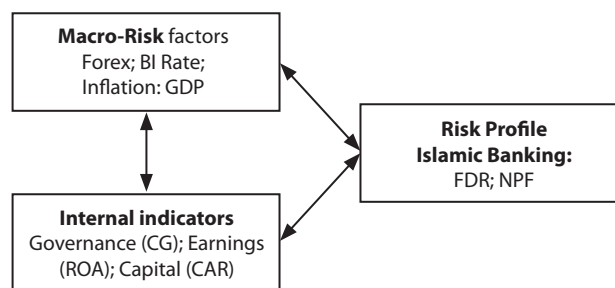 Macro-Risk factors
Forex; BI Rate;
Inflation: GDP
Risk Profile
Islamic Banking:
FDR; NPF
Internal indicators
Governance (CG); Earnings
(ROA); Capital (CAR)